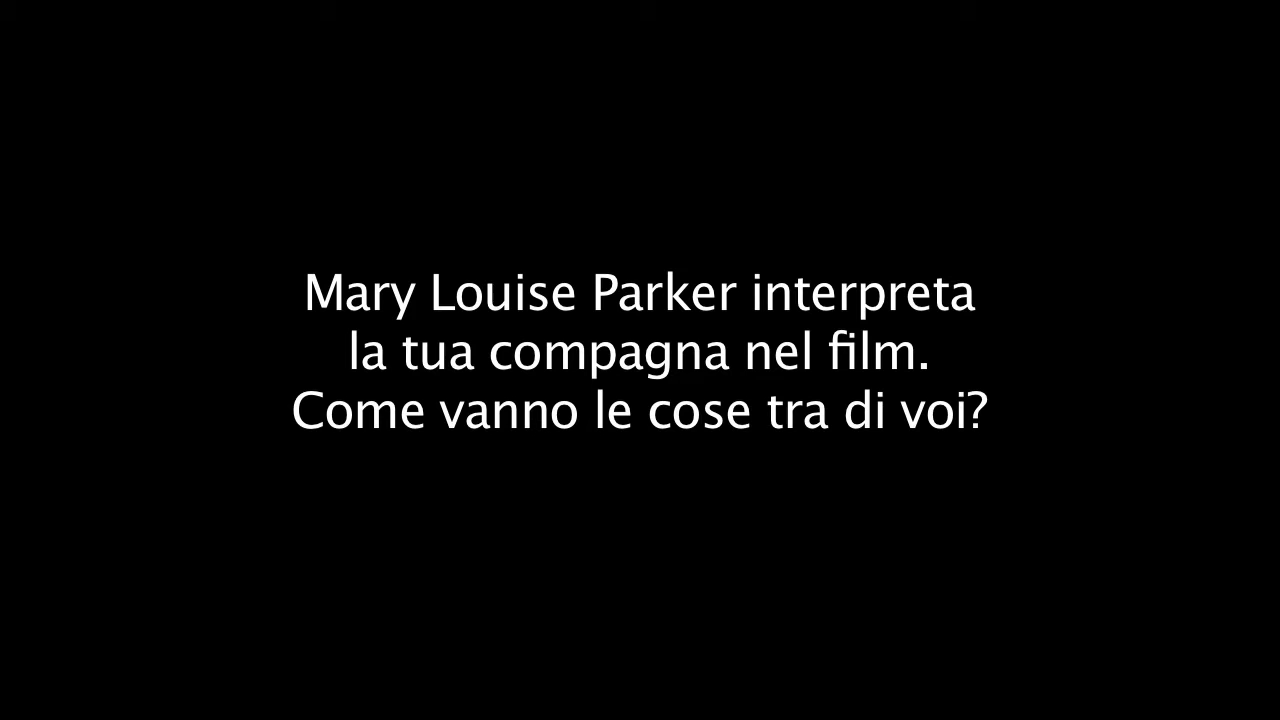 Mary Louise Parker interpreta
la tua compagna nel film.
Come vanno le cose tra di voi?